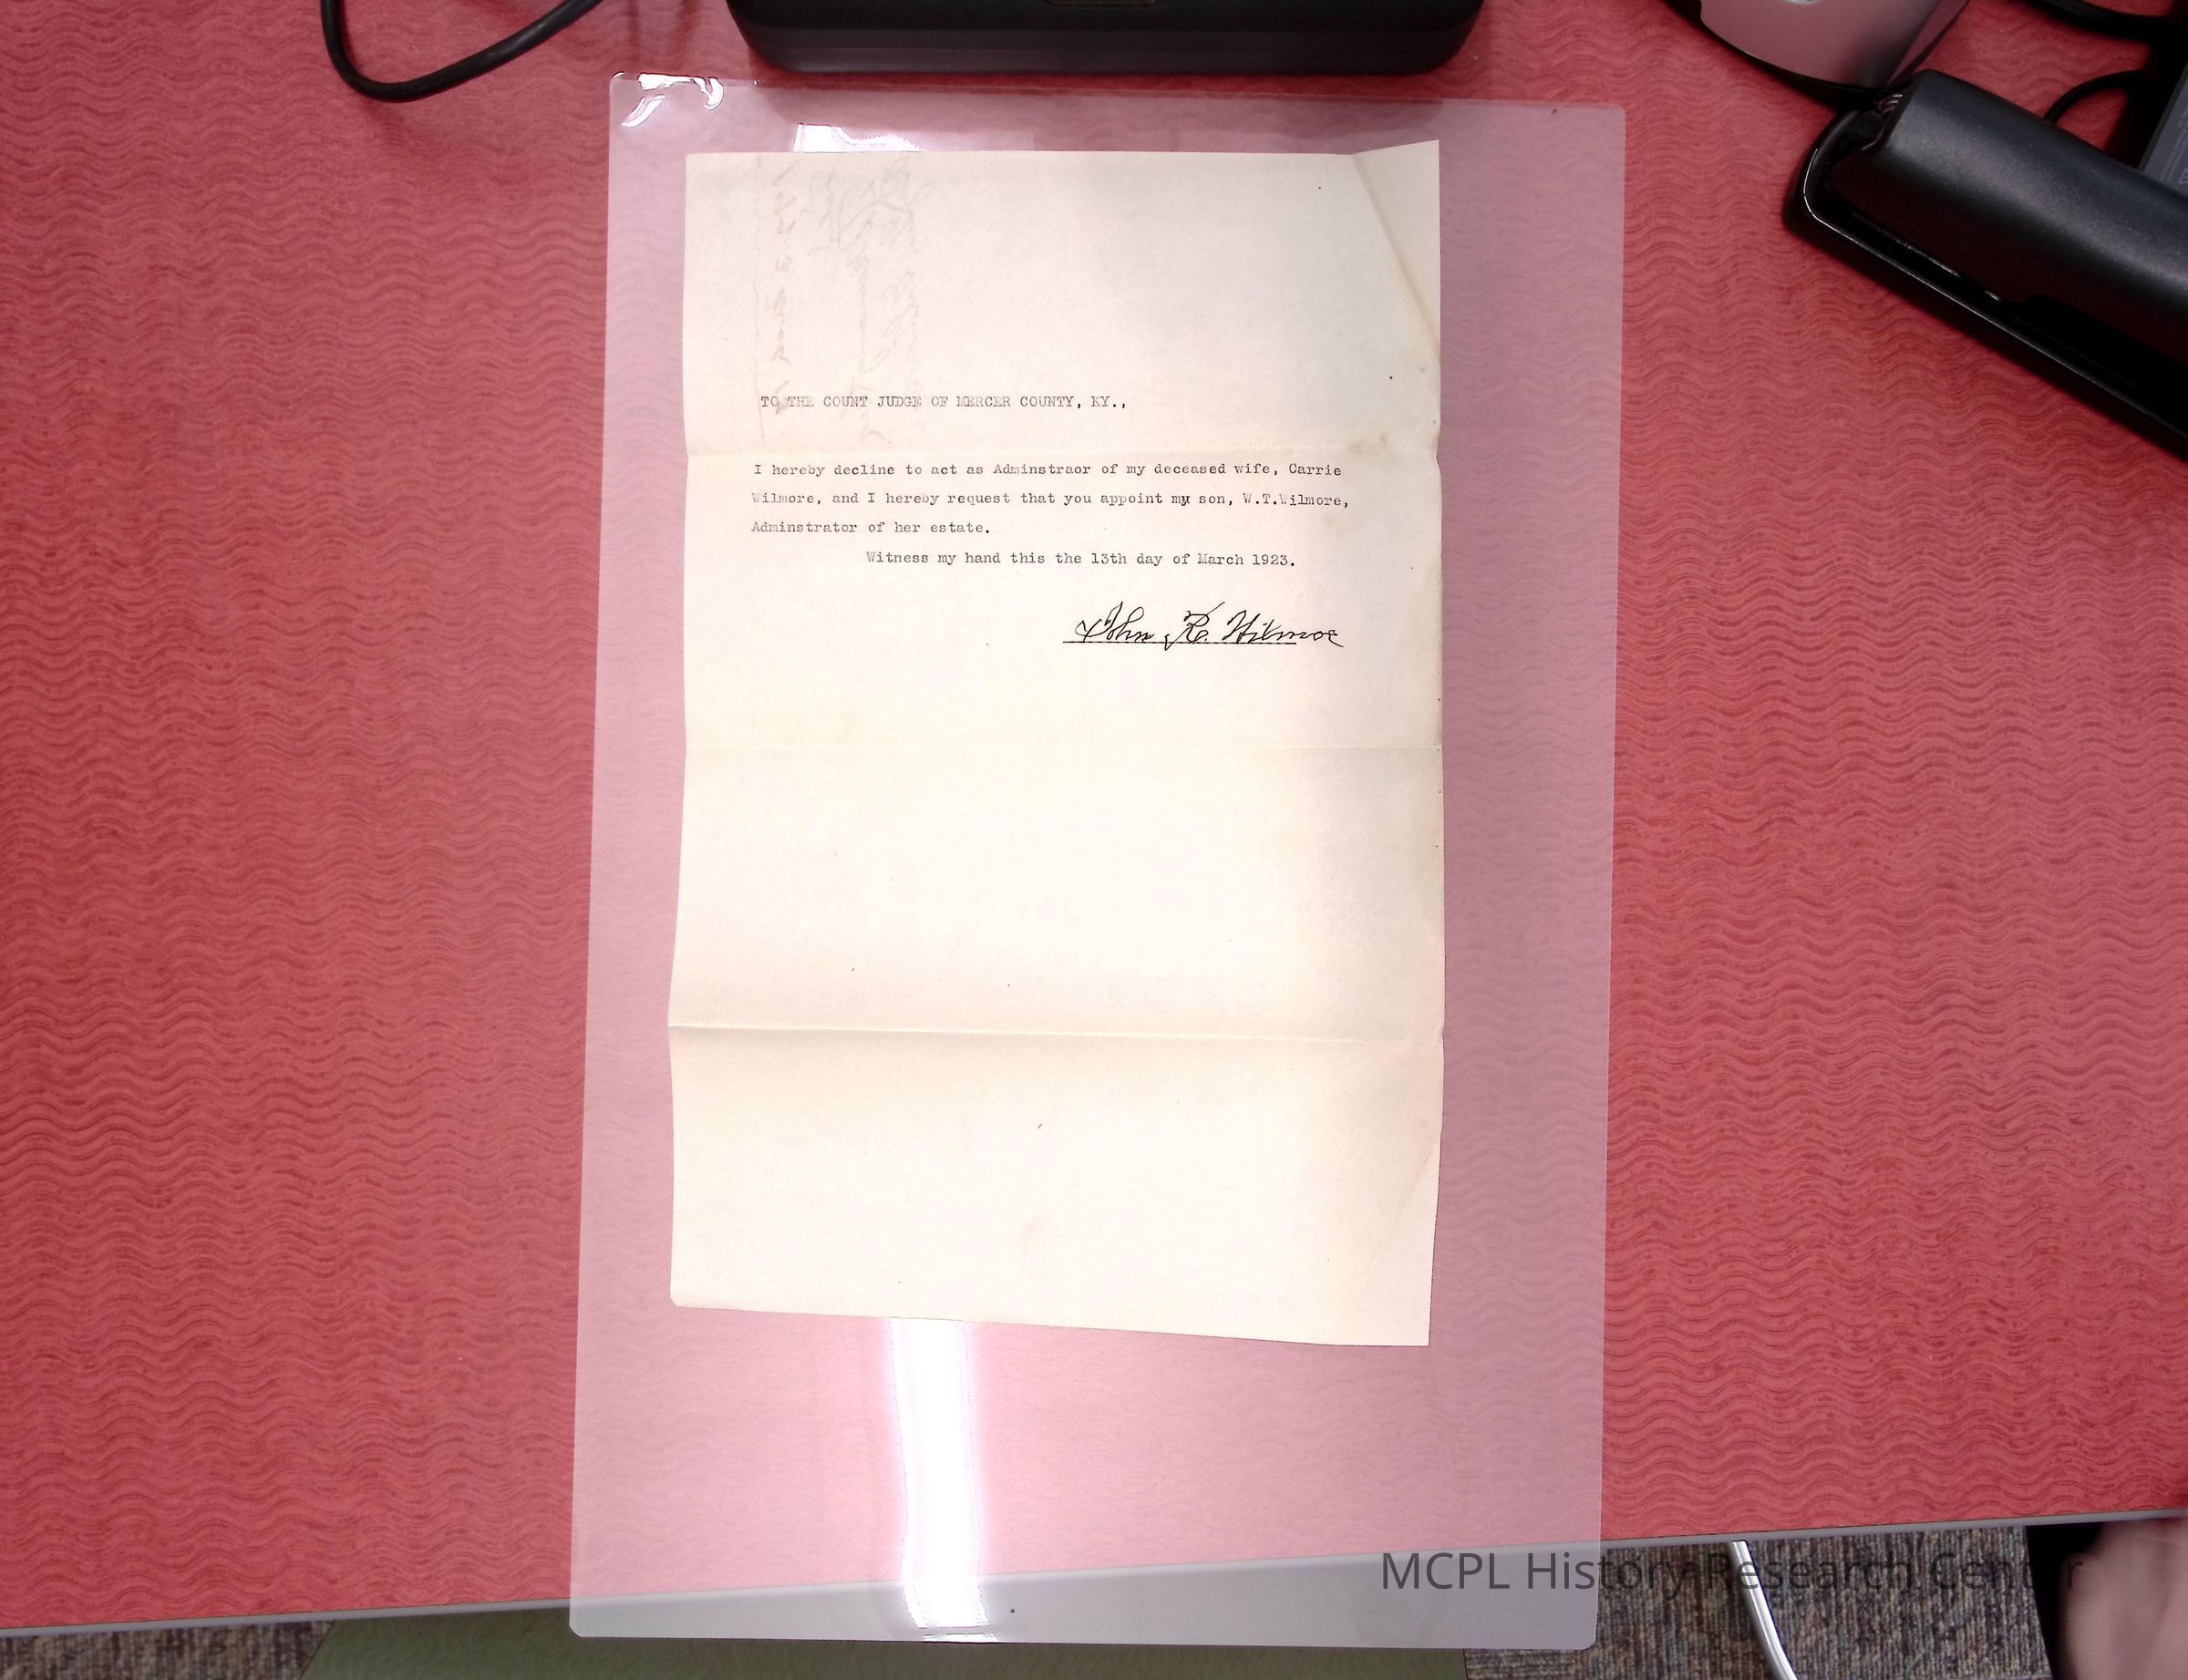 TO THE COUNT JUDGE OF MERCER COUNTY, KY.,
I hereby decline to act as Adminstraor of my deceased wife, Carrie
Wilmore, and I hereby request that you appoint my son, W.T.Wilmore,
Adminstrator of her estate.
Witness my hand this the 13th day of March 1923.
John R. Wilmore
MCPL History Research Center